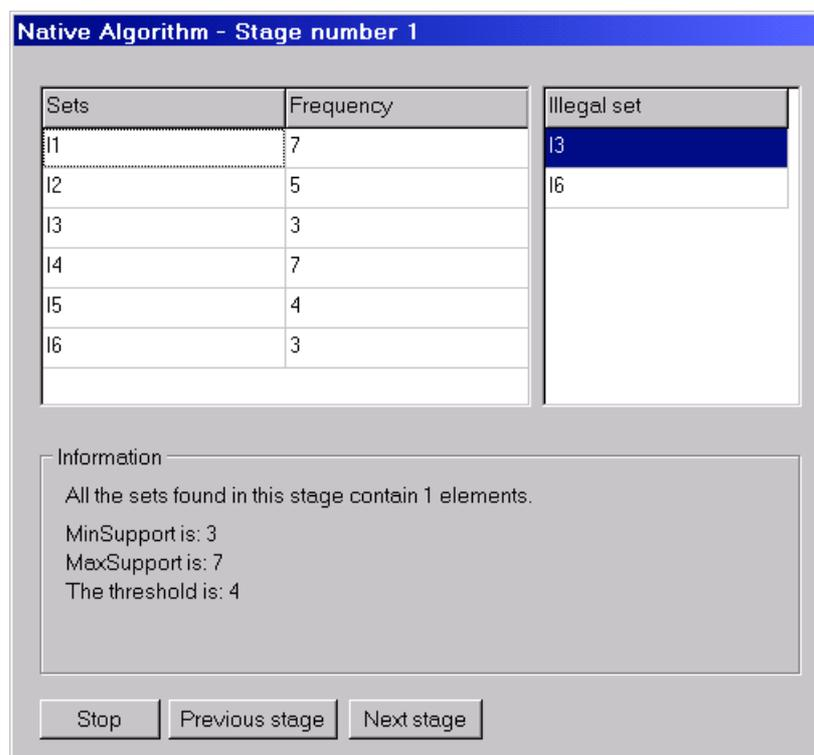 Native Algorithm - Stage number 1
Sets Frequency Illegal set
I1 7 I3
I2 5 I6
I3 3
I4 7
I5 4
I6 3
Information
All the sets found in this stage contain 1 elements.
MinSupport is: 3
MaxSupport is: 7
The threshold is: 4
Stop Previous stage Next stage